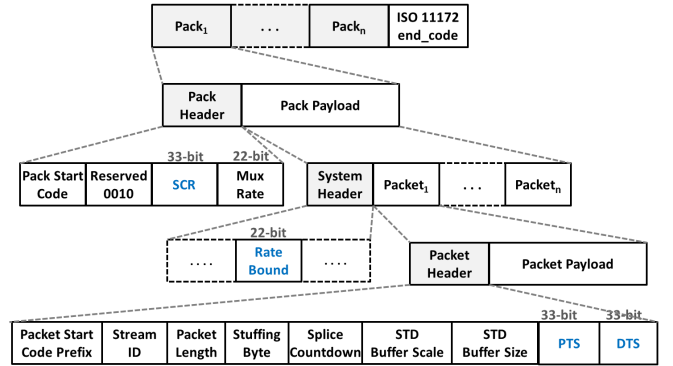 Pack1 . . . Packn ISO 11172
end_code
Pack
Header Pack Payload
33-bit 22-bit
Pack Start
Code Reserved
0010 SCR Mux
Rate System
Header Packet1 . . . Packetn
22-bit
. . . . Rate
Bound . . . .
Packet
Header Packet Payload
33-bit 33-bit
Packet Start
Code Prefix Stream
ID Packet
Length Stuffing
Byte Splice
Countdown STD
Buffer Scale STD
Buffer Size PTS DTS